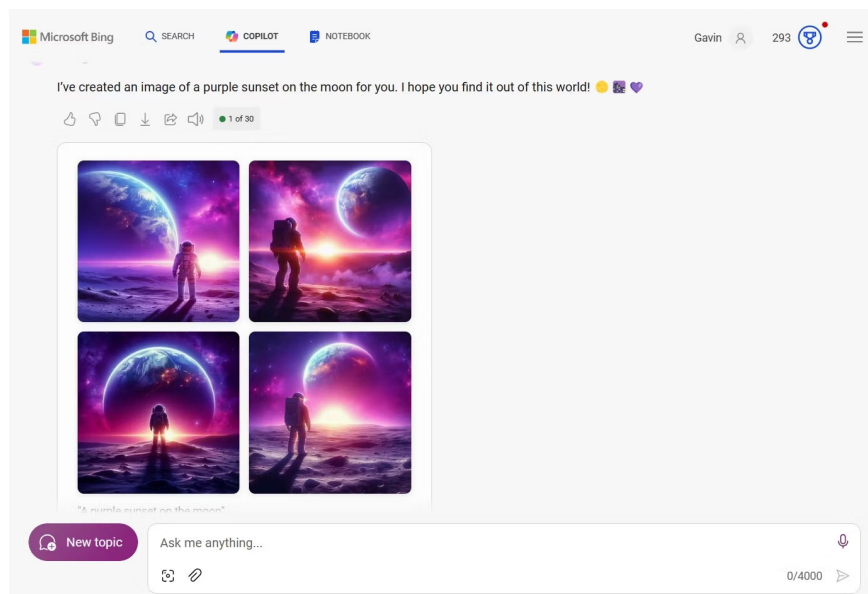 Microsoft Bing SEARCH COPILOT NOTEBOOK Gavin 293
I've created an image of a purple sunset on the moon for you. I hope you find it out of this world! 🌕 🌌 💜
1 of 30
"A purple sunset on the moon"
New topic
Ask me anything...
0/4000